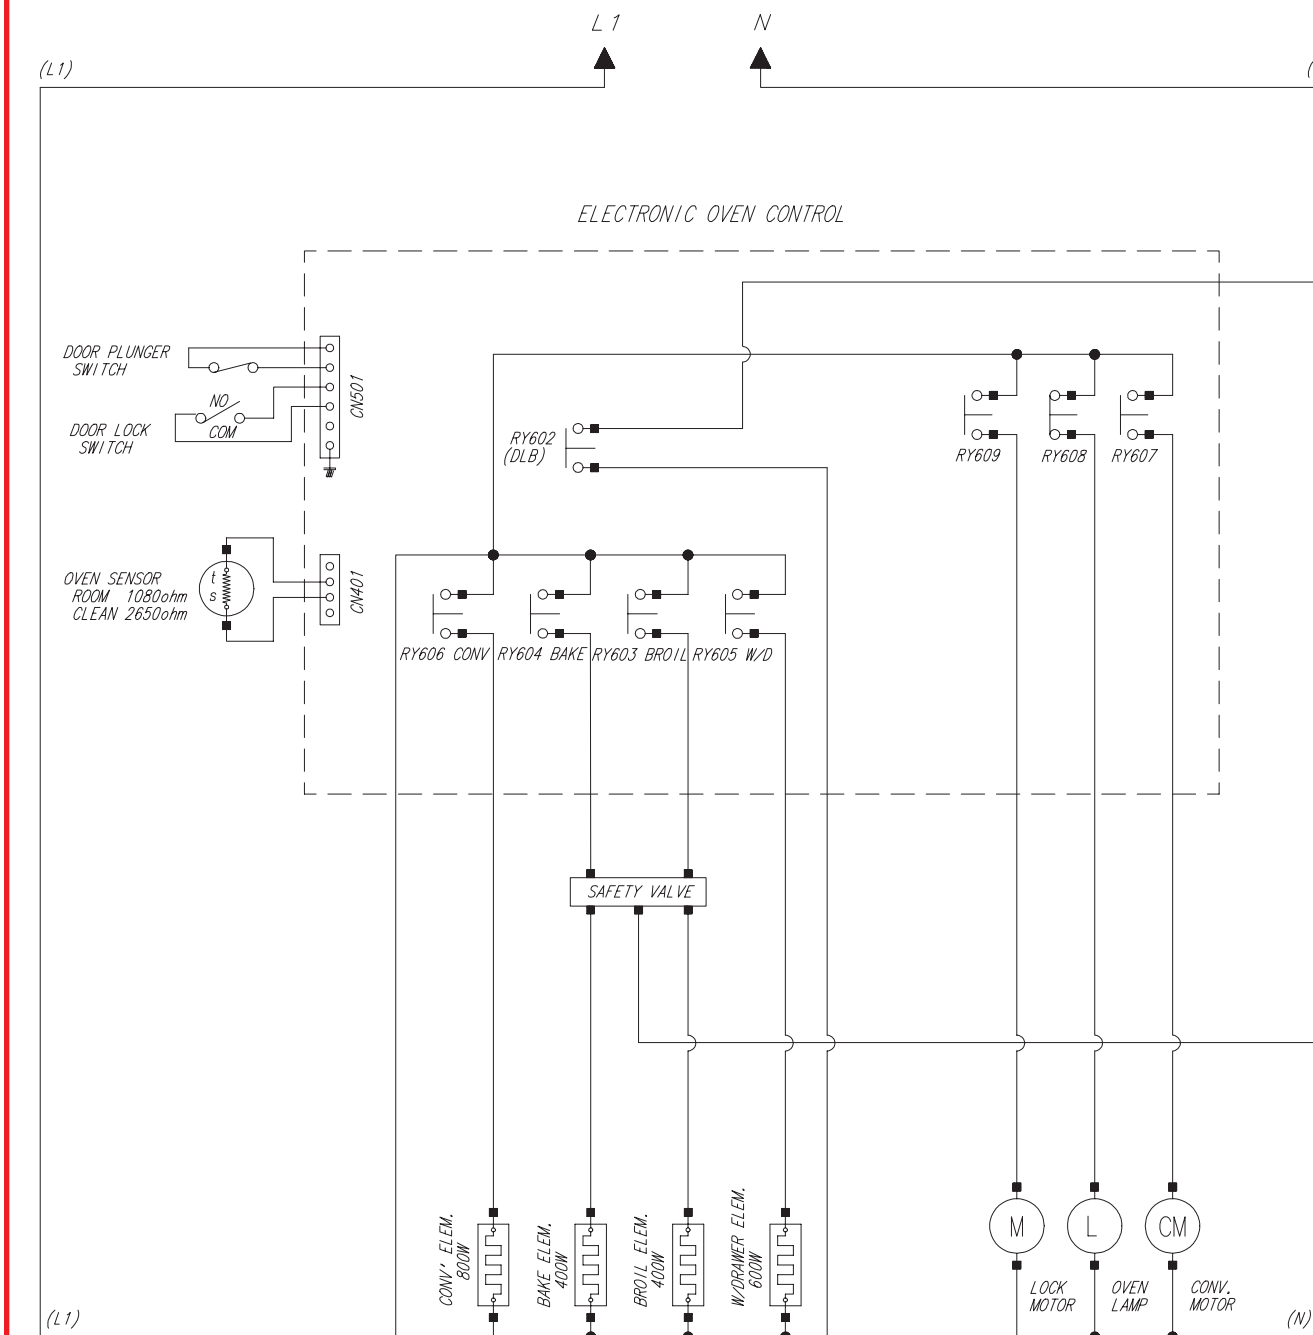 L1
N
(L1)
(
ELECTRONIC OVEN CONTROL
DOOR PLUNGER
SWITCH
CN501
NO
COM
DOOR LOCK
SWITCH
RY602
(DLB)
RY609
RY608
RY607
OVEN SENSOR
ROOM 1080ohm
CLEAN 2650ohm
t
s
CN401
RY606 CONV
RY604 BAKE
RY603 BROIL
RY605 W/D
SAFETY VALVE
CONV' ELEM.
800W
BAKE ELEM.
400W
BROIL ELEM.
400W
W/DRAWER ELEM.
600W
M
L
CM
LOCK
MOTOR
OVEN
LAMP
CONV.
MOTOR
(L1)
(N)